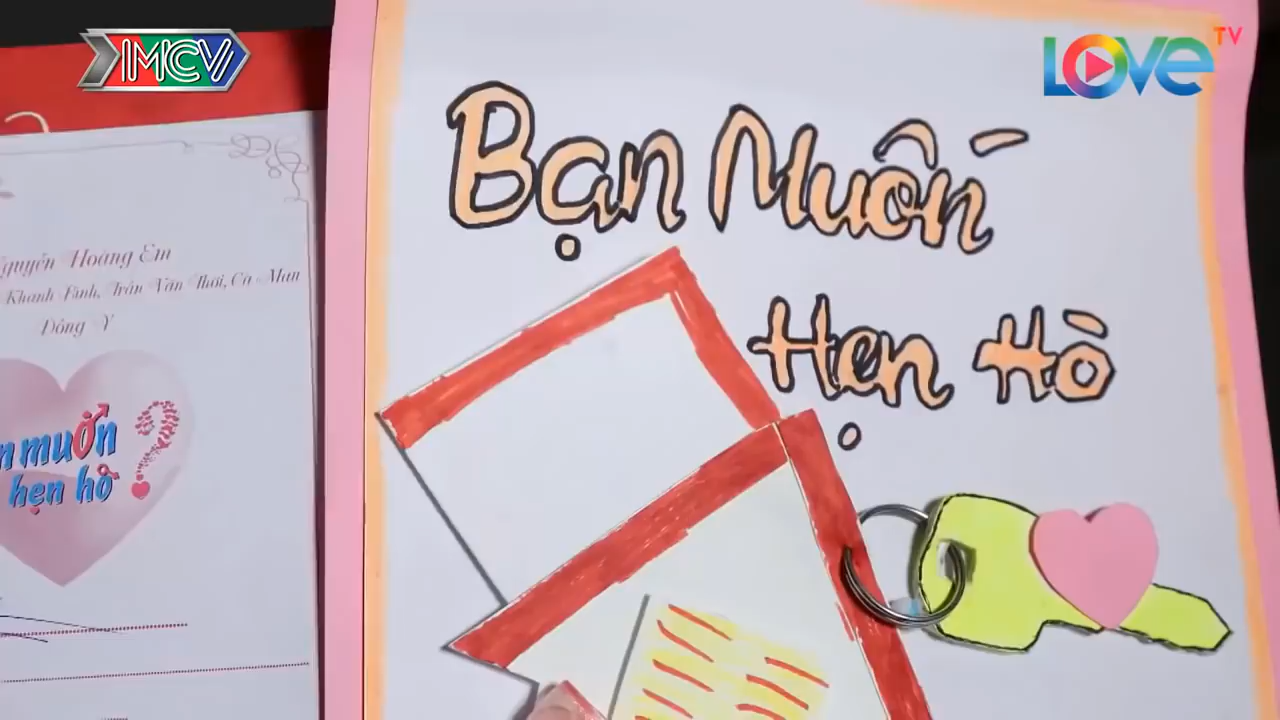 MCV
LOVE TV
Nguyễn Hoàng Em
Khánh Bình, Trần Văn Thời, Cà Mau
Đông Y
muốn
hẹn hò ?
Bạn Muốn
Hẹn Hò